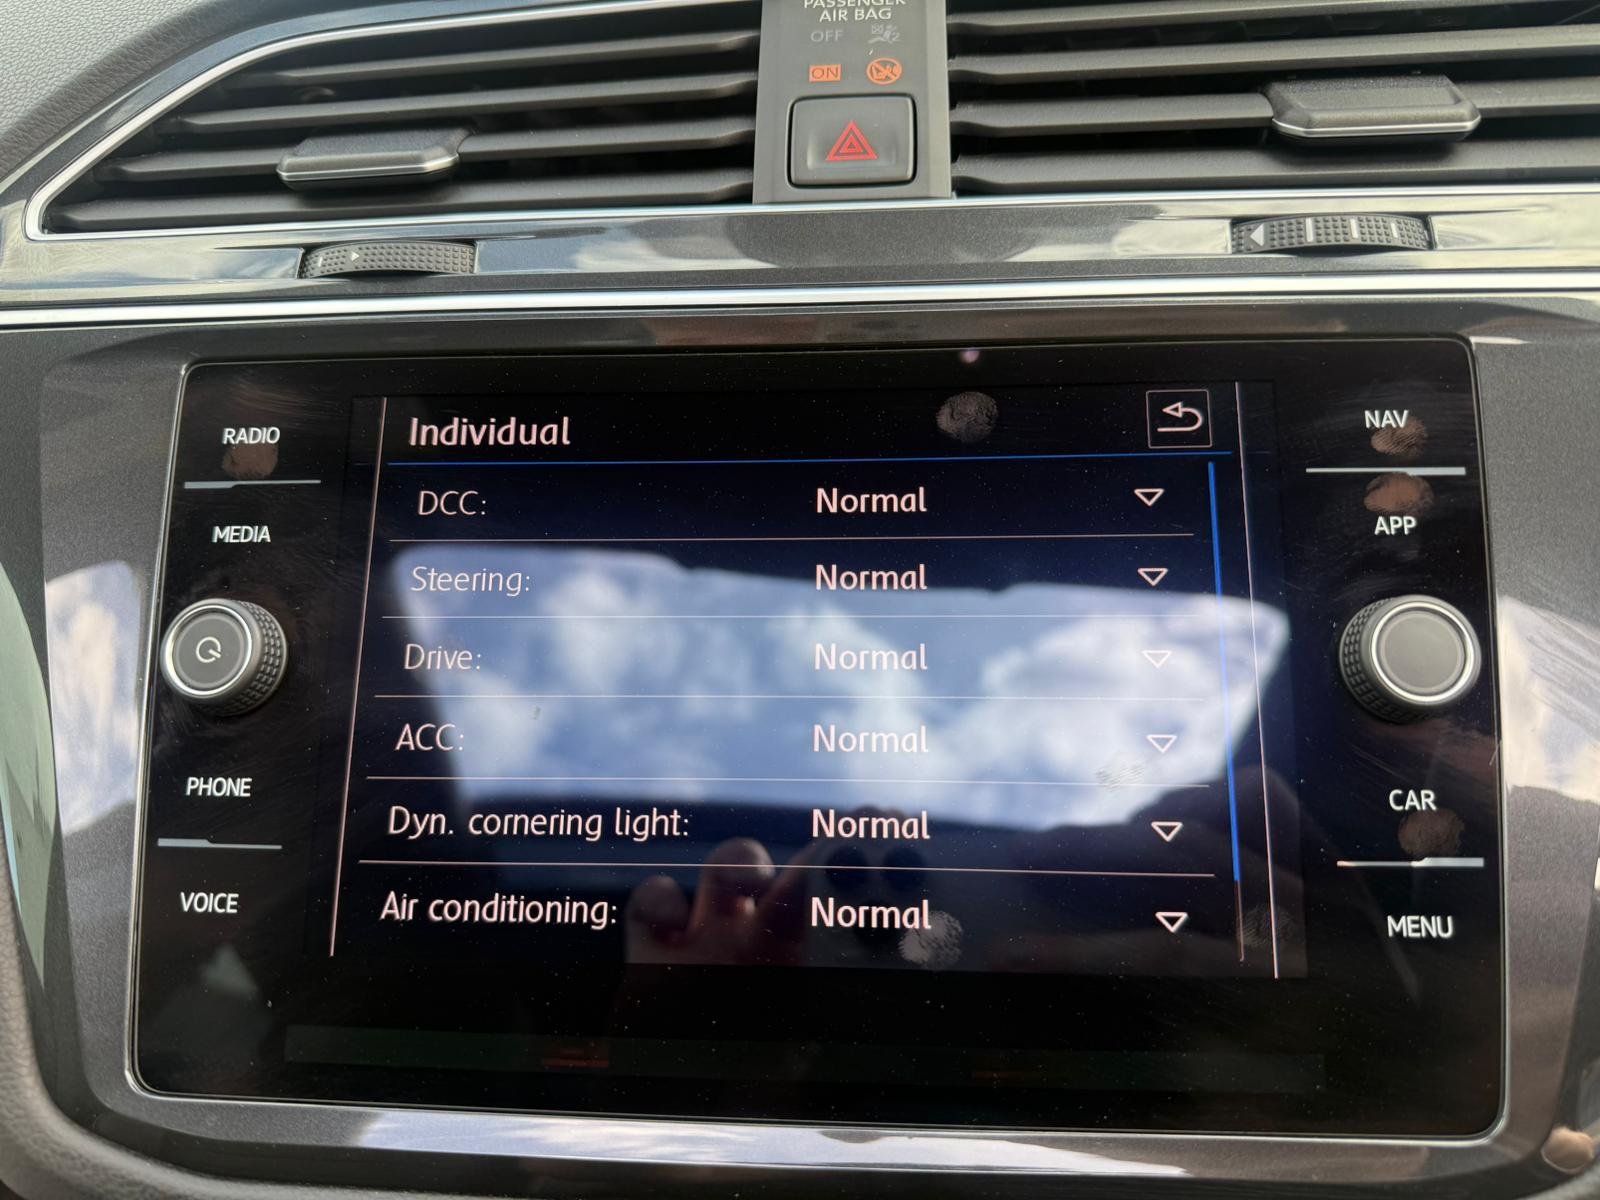 PASSENGER
AIR BAG
OFF
ON
RADIO
MEDIA
PHONE
VOICE
Individual
DCC: Normal
Steering: Normal
Drive: Normal
ACC: Normal
Dyn. cornering light: Normal
Air conditioning: Normal
NAV
APP
CAR
MENU